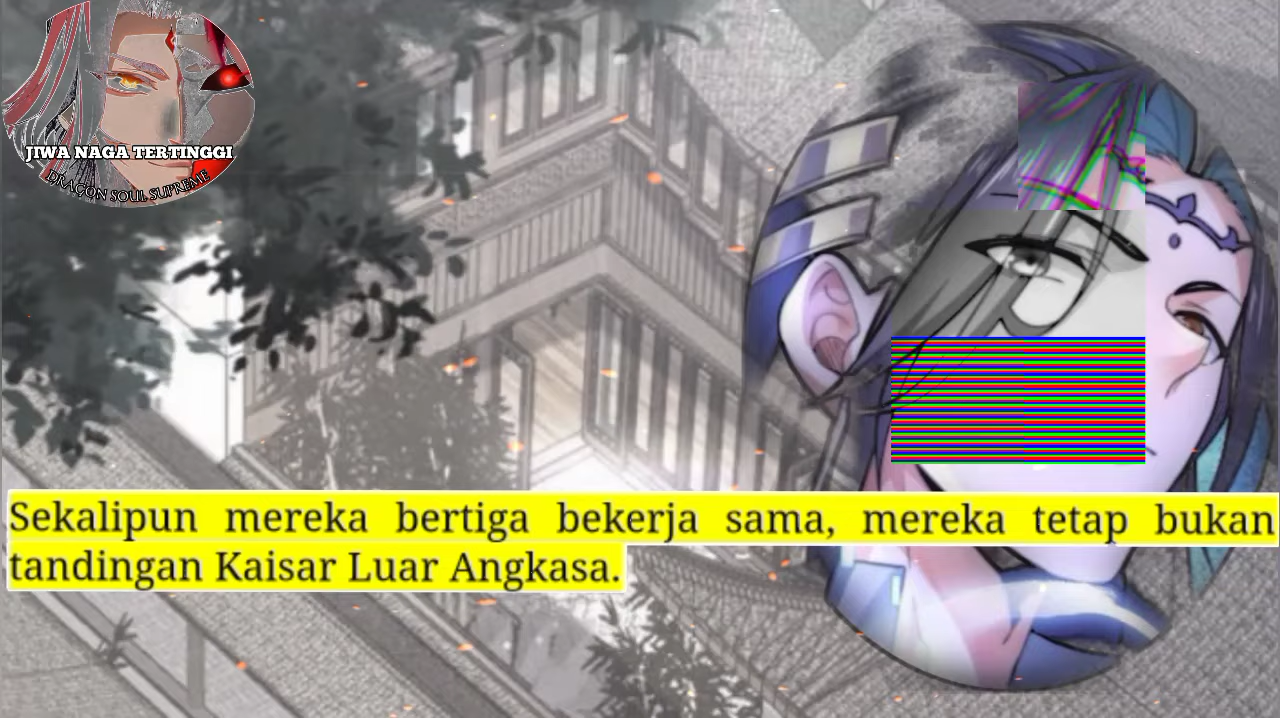 JIWA NAGA TERTINGGI
DRAGON SOUL SUPREME
Sekalipun mereka bertiga bekerja sama, mereka tetap bukan
tandingan Kaisar Luar Angkasa.